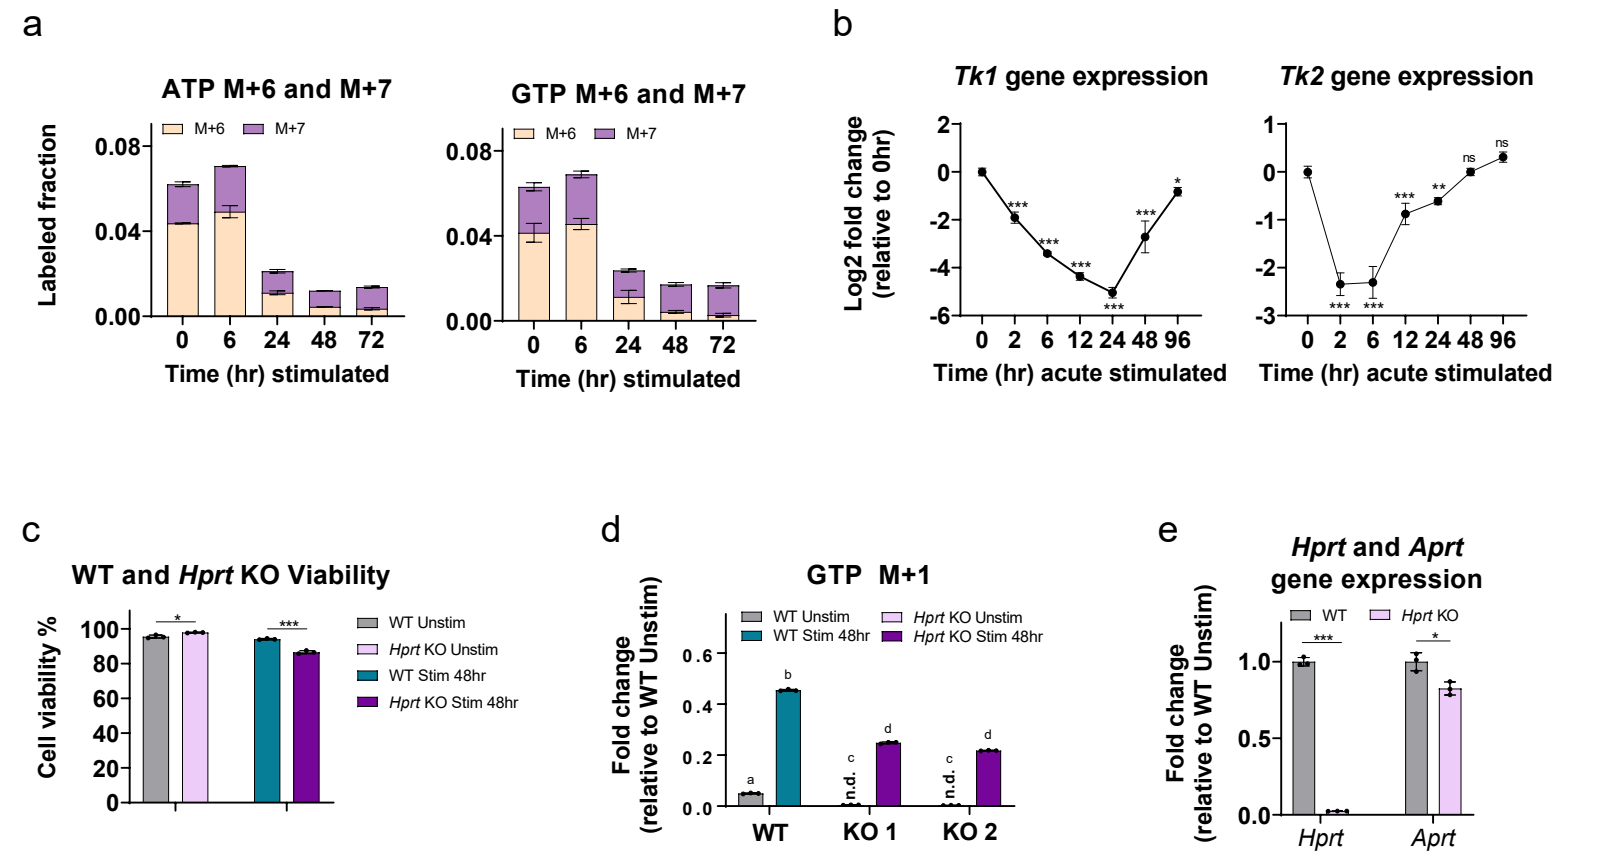 a
ATP M+6 and M+7
M+6 M+7
Labeled fraction
0.08
0.04
0.00
0 6 24 48 72
Time (hr) stimulated
GTP M+6 and M+7
M+6 M+7
0.08
0.04
0.00
0 6 24 48 72
Time (hr) stimulated
b
Tk1 gene expression
Log2 fold change
(relative to 0hr)
2
0
-2
-4
-6
***
***
***
***
***
*
0 2 6 12 24 48 96
Time (hr) acute stimulated
Tk2 gene expression
1
0
-1
-2
-3
*** ***
***
**
ns
ns
0 2 6 12 24 48 96
Time (hr) acute stimulated
c
WT and Hprt KO Viability
Cell viability %
100
80
60
40
20
0
* ***
WT Unstim
Hprt KO Unstim
WT Stim 48hr
Hprt KO Stim 48hr
d
GTP M+1
Fold change
(relative to WT Unstim)
WT Unstim Hprt KO Unstim
WT Stim 48hr Hprt KO Stim 48hr
0.6
0.4
0.2
0.0
a b c d c d
n.d. n.d.
WT KO 1 KO 2
e
Hprt and Aprt
gene expression
WT Hprt KO
Fold change
(relative to WT Unstim)
1.0
0.5
0.0
*** *
Hprt Aprt